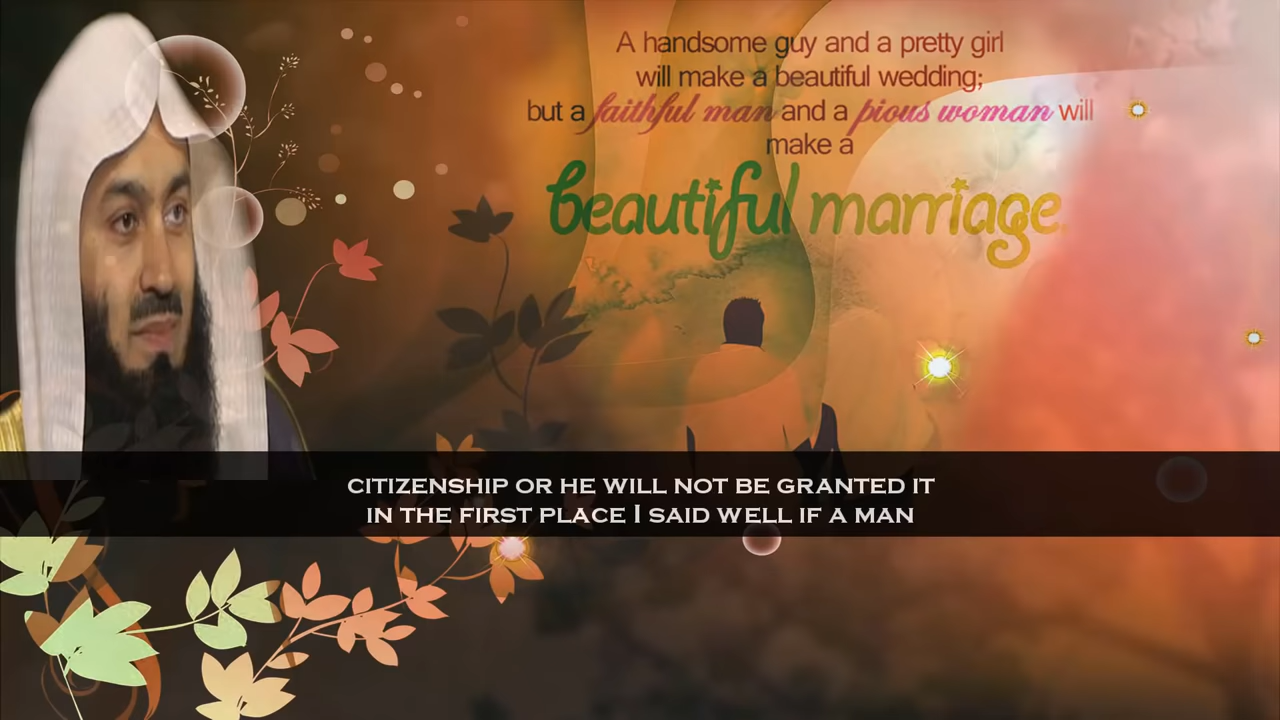 A handsome guy and a pretty girl
will make a beautiful wedding;
but a faithful man and a pious woman will
make a
beautiful marriage.
CITIZENSHIP OR HE WILL NOT BE GRANTED IT
IN THE FIRST PLACE I SAID WELL IF A MAN